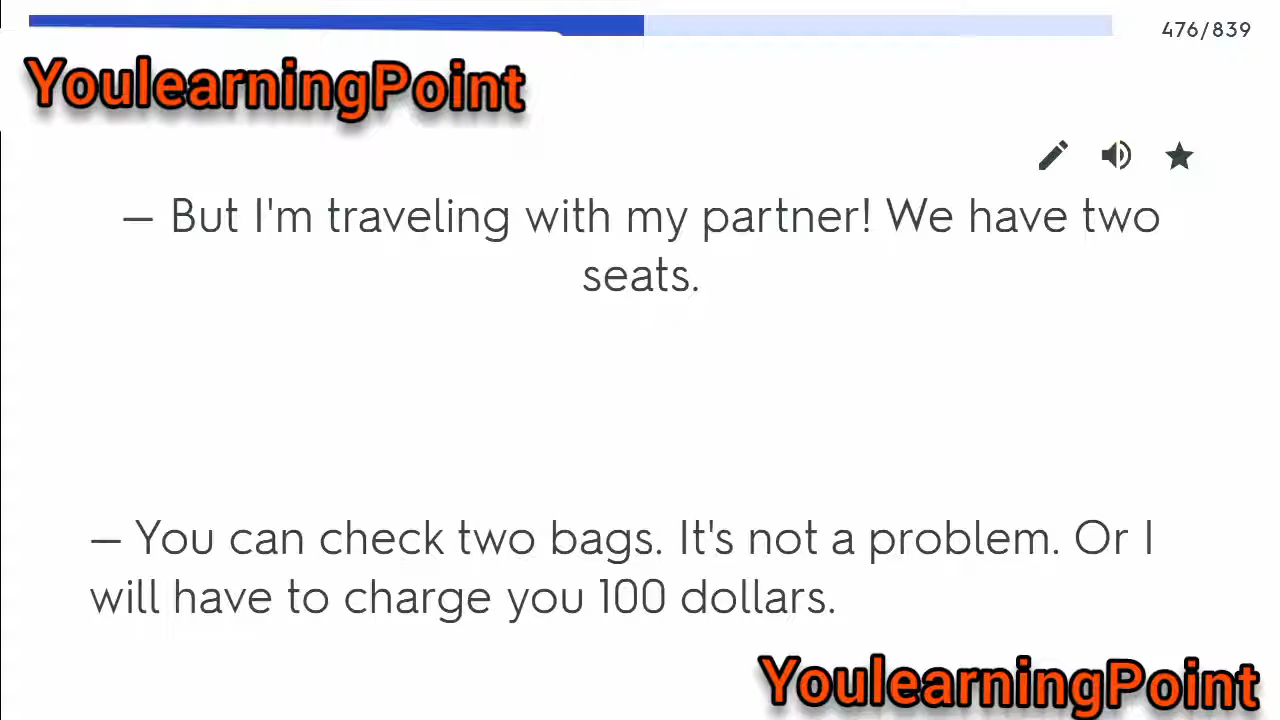 476/839
YoulearningPoint
— But I'm traveling with my partner! We have two
seats.
— You can check two bags. It's not a problem. Or I
will have to charge you 100 dollars.
YoulearningPoint